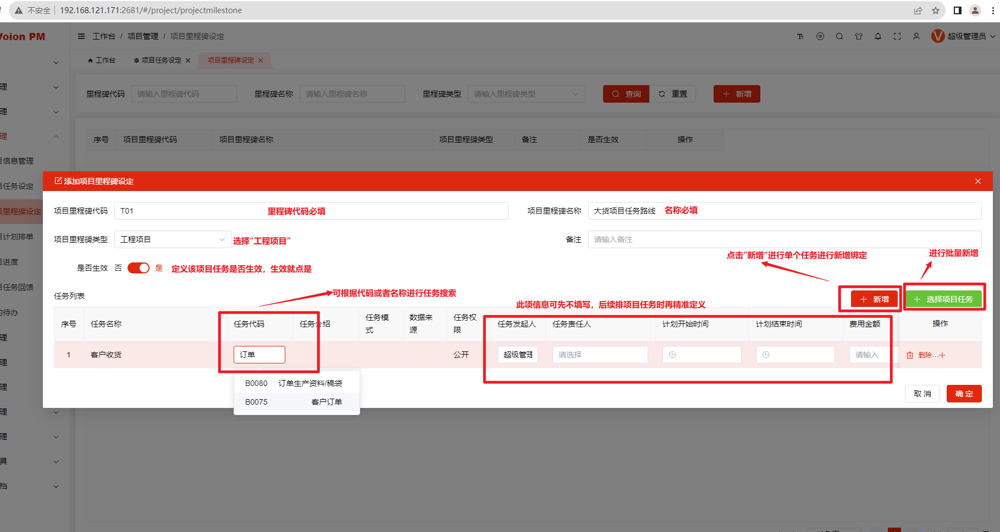 不安全 | 192.168.121.171:2681/#/project/projectmilestone
Voion PM
工作台 / 项目管理 / 项目里程碑设定
超级管理员
工作台
项目任务设定
项目里程碑设定
里程碑代码 请输入里程碑代码
里程碑名称 请输入里程碑名称
里程碑类型 请输入里程碑类型
查询
重置
新增
理
理
理
目信息管理
目任务设定
目里程碑设定
目计划排单
目进度
目任务回馈
的待办
理
理
理
理
理
具
档
序号 项目里程碑代码 项目里程碑名称 项目里程碑类型 备注 是否生效 操作
添加项目里程碑设定
项目里程碑代码 T01 里程碑代码必填
项目里程碑名称 大货项目任务路线 名称必填
项目里程碑类型 工程项目 选择“工程项目”
备注 请输入备注
点击”新增“进行单个任务进行新增绑定
进行批量新增
是否生效 否 是 定义该项目任务是否生效，生效就点是
可根据代码或者名称进行任务搜索
任务列表
此项信息可先不填写，后续排项目任务时再精准定义
新增
选择项目任务
序号 任务名称 任务代码 任务介绍 任务模式 数据来源 任务权限 任务发起人 任务责任人 计划开始时间 计划结束时间 费用金额 操作
1 客户收货 订单 公开 超级管理 请选择 请输入 删除...
B0080 订单生产资料/稿袋
B0075 客户订单
取 消
确 定